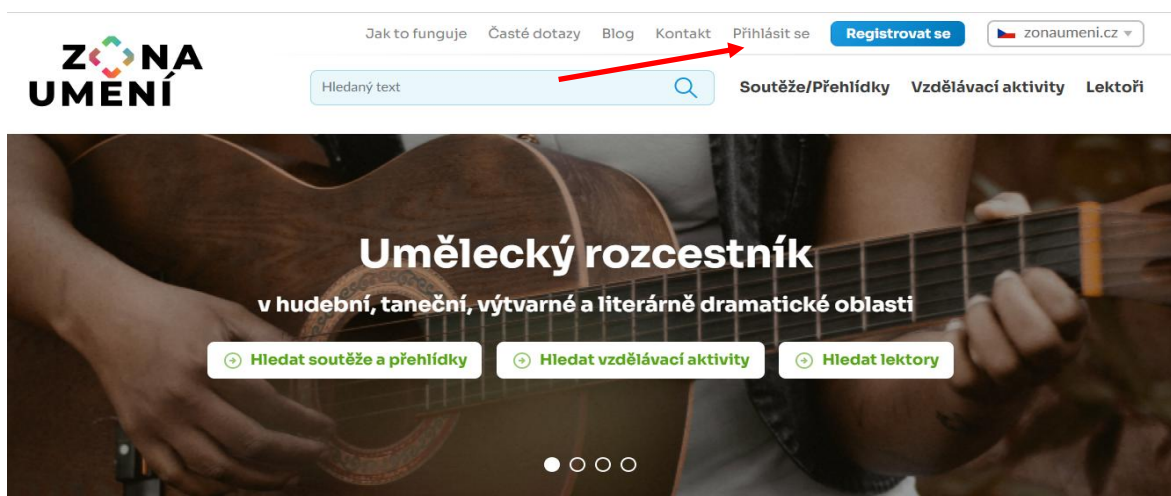 Jak to funguje Časté dotazy Blog Kontakt Přihlásit se Registrovat se zonaumeni.cz
ZONA
UMENÍ
Hledaný text
Soutěže/Přehlídky Vzdělávací aktivity Lektoři
Umělecký rozcestník
v hudební, taneční, výtvarné a literárně dramatické oblasti
Hledat soutěže a přehlídky Hledat vzdělávací aktivity Hledat lektory